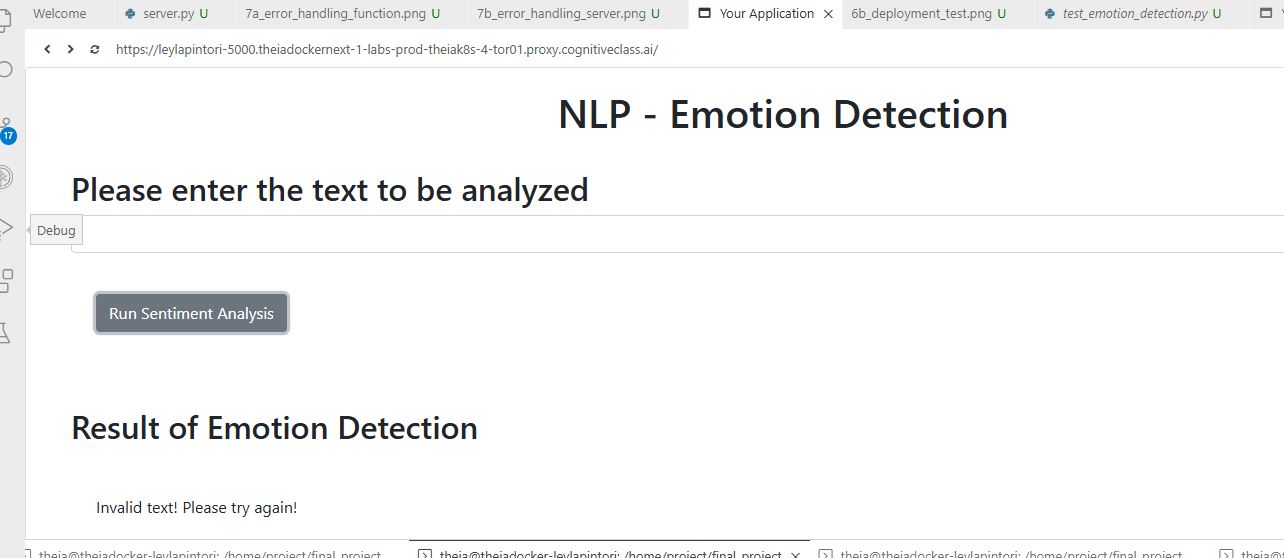 Welcome server.py U 7a_error_handling_function.png U 7b_error_handling_server.png U Your Application 6b_deployment_test.png U test_emotion_detection.py U
https://leylapintori-5000.theiadockernext-1-labs-prod-theiak8s-4-tor01.proxy.cognitiveclass.ai/
NLP - Emotion Detection
17
Please enter the text to be analyzed
Debug
Run Sentiment Analysis
Result of Emotion Detection
Invalid text! Please try again!
theia@theiadocker-leylapintori: /home/project/final_project theia@theiadocker-leylapintori: /home/project/final_project theia@theiadocker-leylapintori: /home/project/final_project